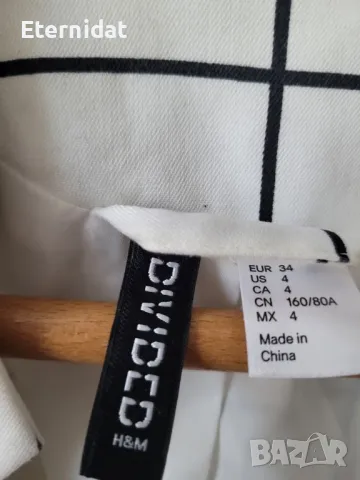 Eternidat
DIVIDED
H&M
EUR 34
US 4
CA 4
CN 160/80A
MX 4
Made in
China
BAZAR